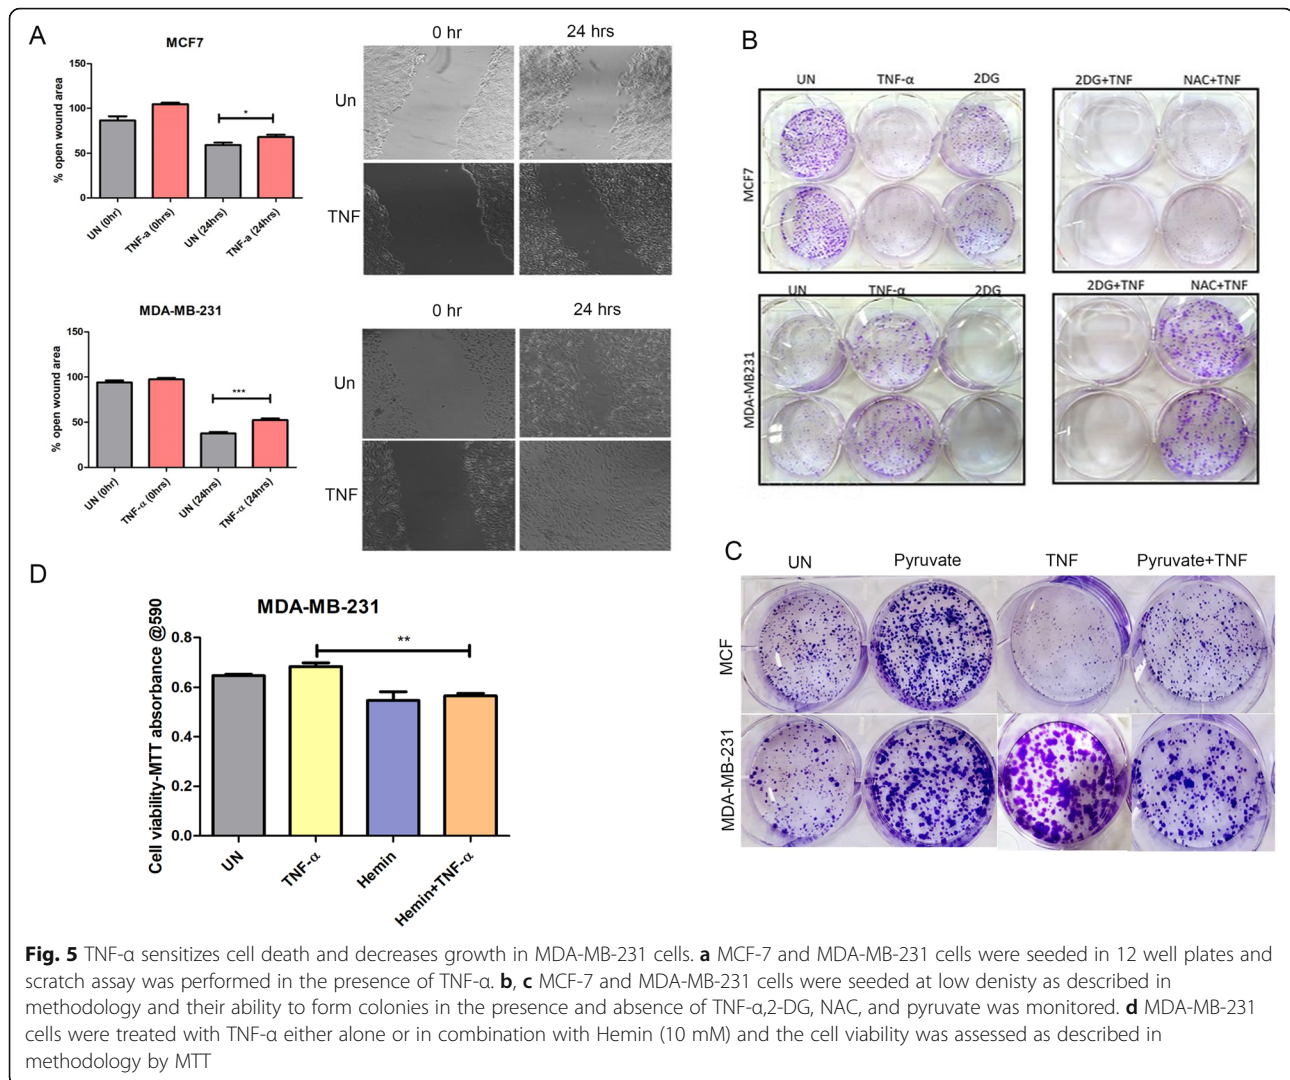 A
MCF7
% open wound area
150
100
50
0
*
UN (0hr)
TNF-a (0hrs)
UN (24hrs)
TNF-a (24hrs)
0 hr
24 hrs
Un
TNF
MDA-MB-231
% open wound area
150
100
50
0
***
UN (0hr)
TNF-α (0hrs)
UN (24hrs)
TNF-α (24hrs)
0 hr
24 hrs
Un
TNF
B
UN
TNF-α
2DG
2DG+TNF
NAC+TNF
MCF7
UN
TNF-α
2DG
2DG+TNF
NAC+TNF
MDA-MB231
C
UN
Pyruvate
TNF
Pyruvate+TNF
MCF
MDA-MB-231
D
MDA-MB-231
Cell viability-MTT absorbance @590
0.8
0.6
0.4
0.2
0.0
**
UN
TNF-α
Hemin
Hemin+TNF-α
Fig. 5 TNF-α sensitizes cell death and decreases growth in MDA-MB-231 cells. a MCF-7 and MDA-MB-231 cells were seeded in 12 well plates and
scratch assay was performed in the presence of TNF-α. b, c MCF-7 and MDA-MB-231 cells were seeded at low denisty as described in
methodology and their ability to form colonies in the presence and absence of TNF-α,2-DG, NAC, and pyruvate was monitored. d MDA-MB-231
cells were treated with TNF-α either alone or in combination with Hemin (10 mM) and the cell viability was assessed as described in
methodology by MTT